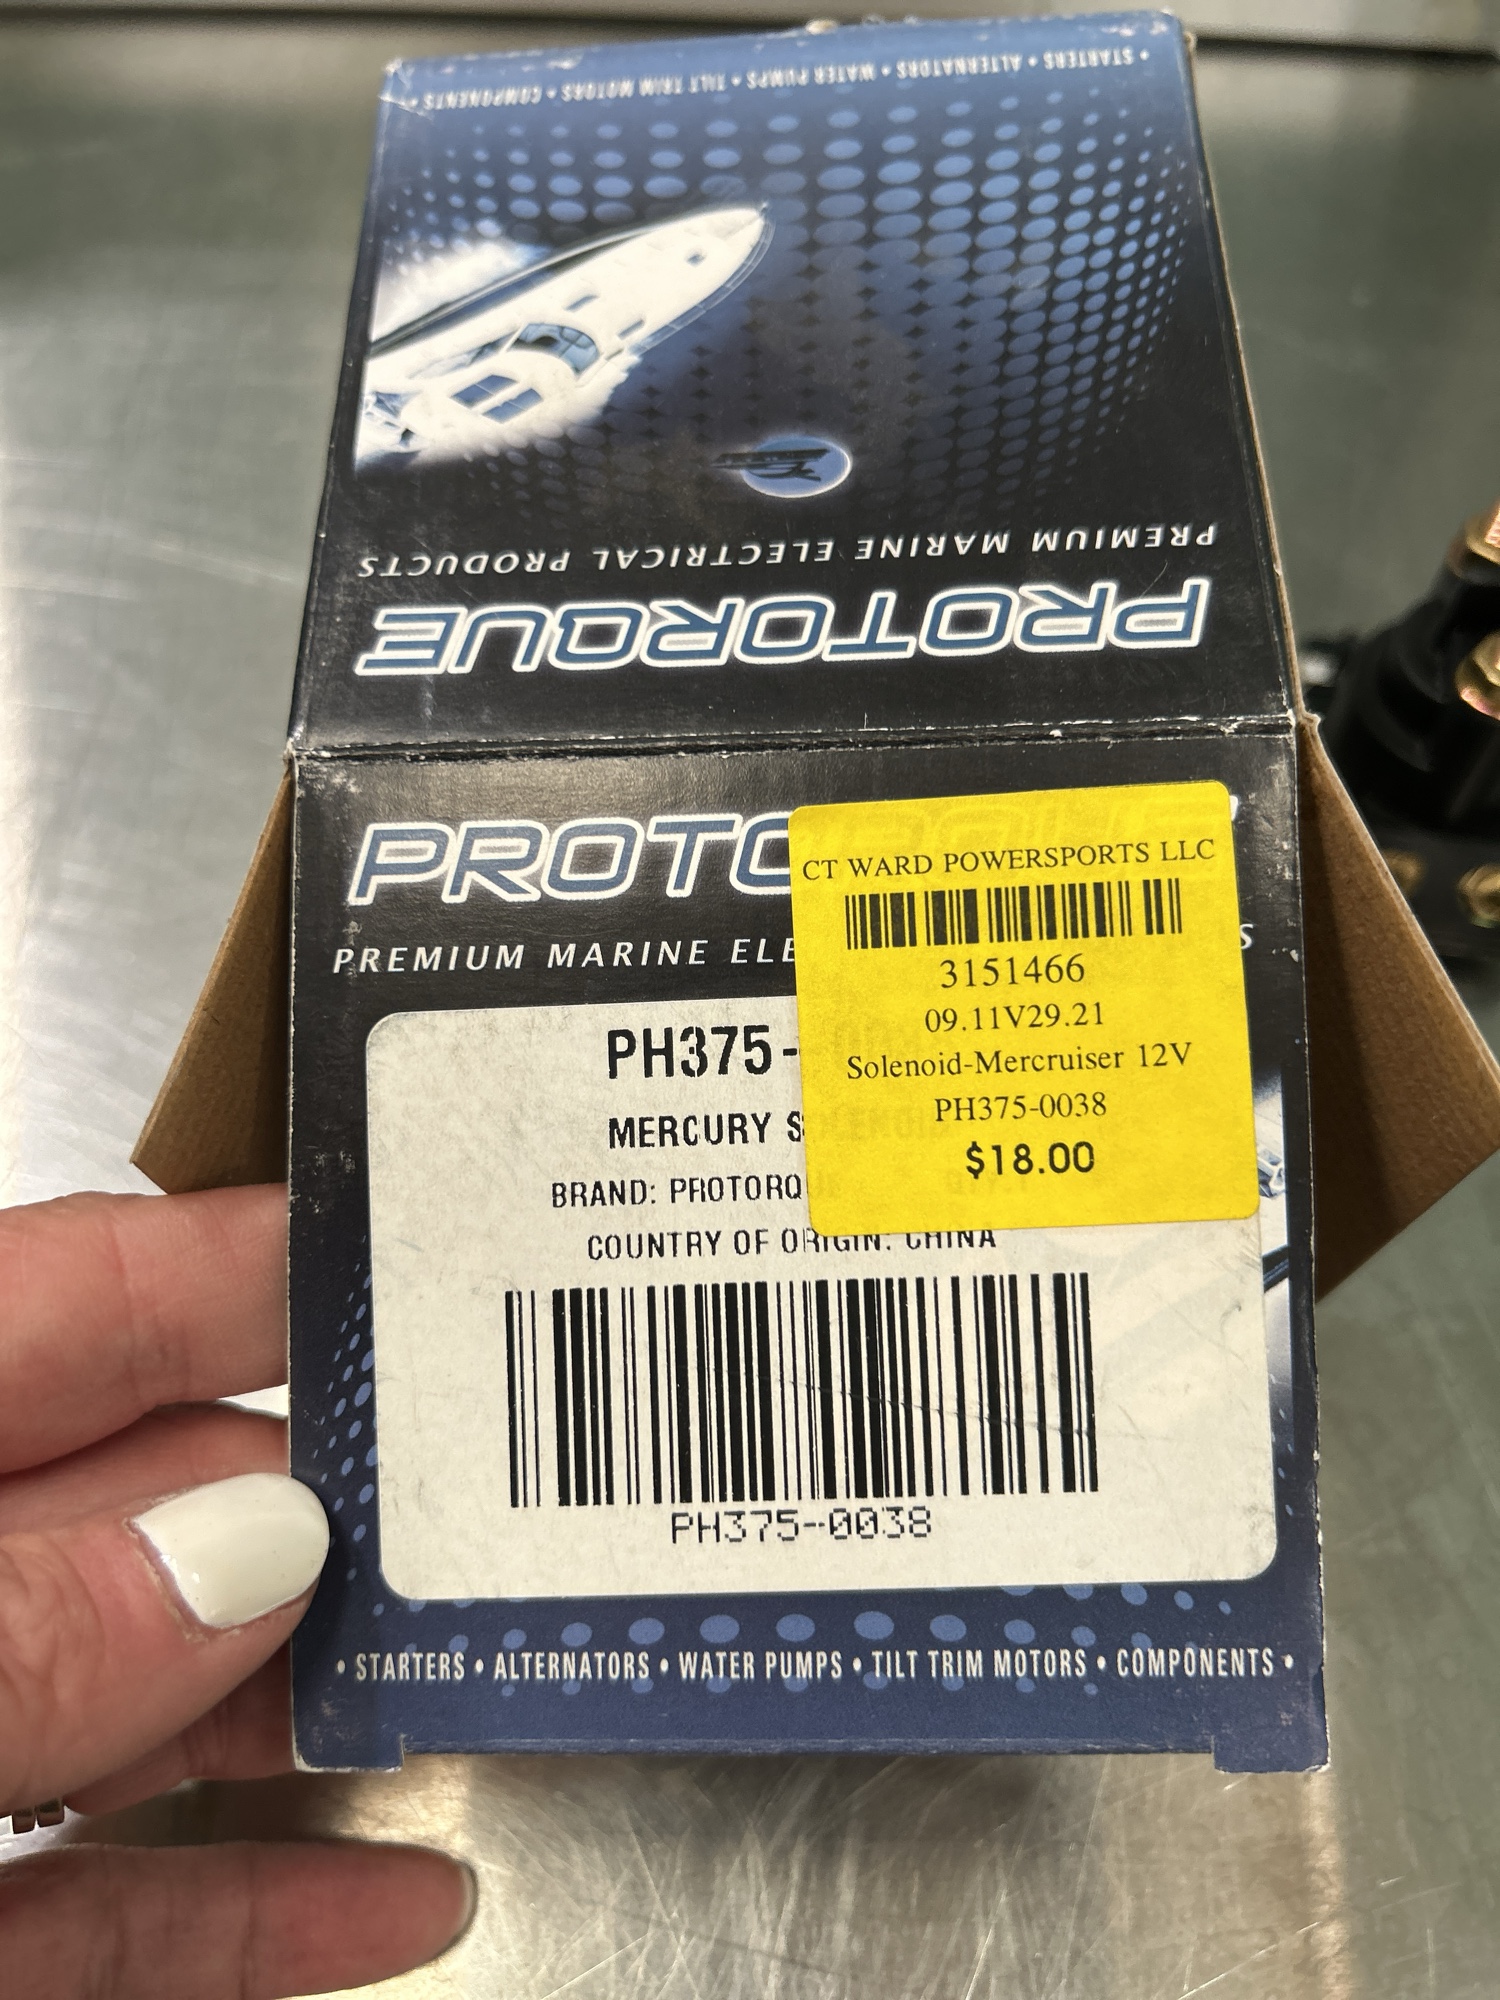 • STARTERS • ALTERNATORS • WATER PUMPS • TILT TRIM MOTORS • COMPONENTS •
PREMIUM MARINE ELECTRICAL PRODUCTS
PROTORQUE
PROTO
PREMIUM MARINE ELE
S
CT WARD POWERSPORTS LLC
3151466
09.11V29.21
Solenoid-Mercruiser 12V
PH375-0038
$18.00
PH375-
MERCURY SOLENOID
BRAND: PROTORQUE
COUNTRY OF ORIGIN: CHINA
PH375-0038
• STARTERS • ALTERNATORS • WATER PUMPS • TILT TRIM MOTORS • COMPONENTS •